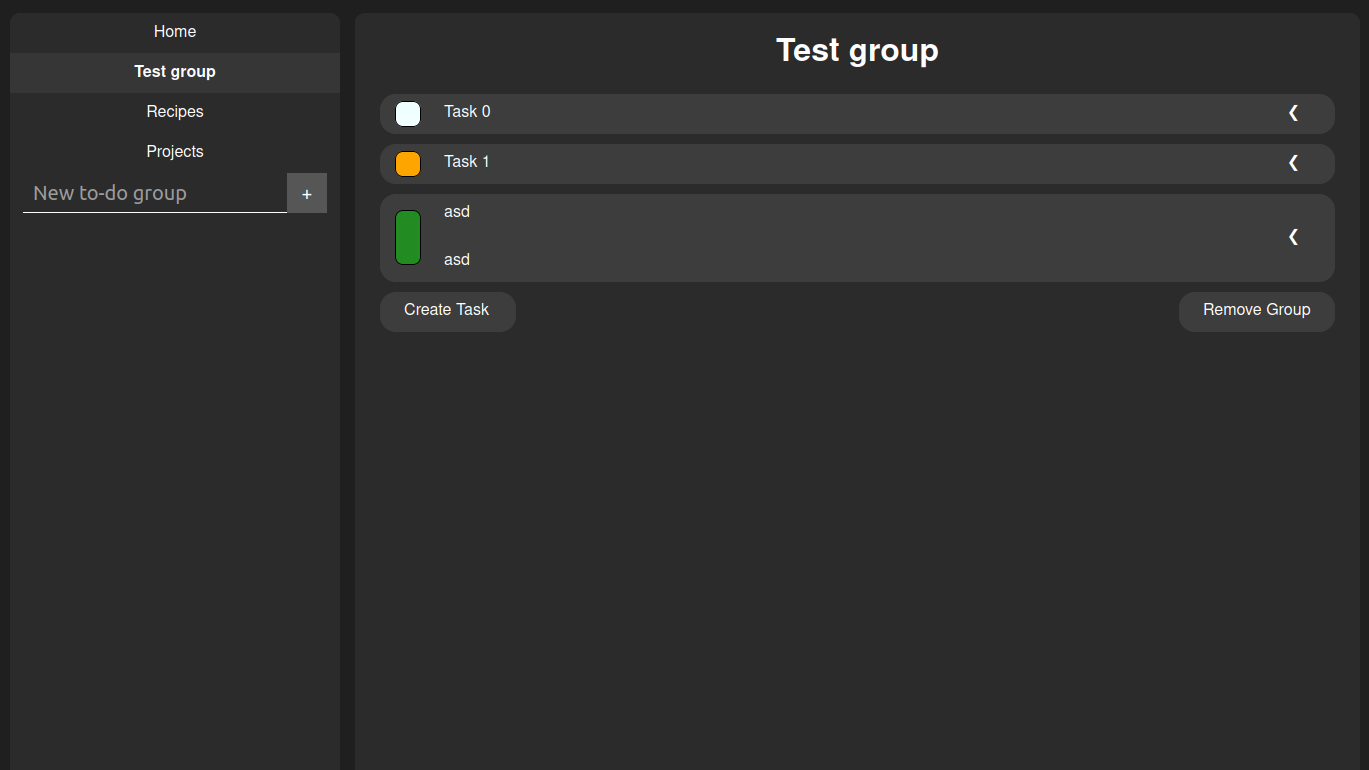 Home
Test group
Recipes
Projects
New to-do group
+
Test group
Task 0
❮
Task 1
❮
asd
asd
❮
Create Task
Remove Group